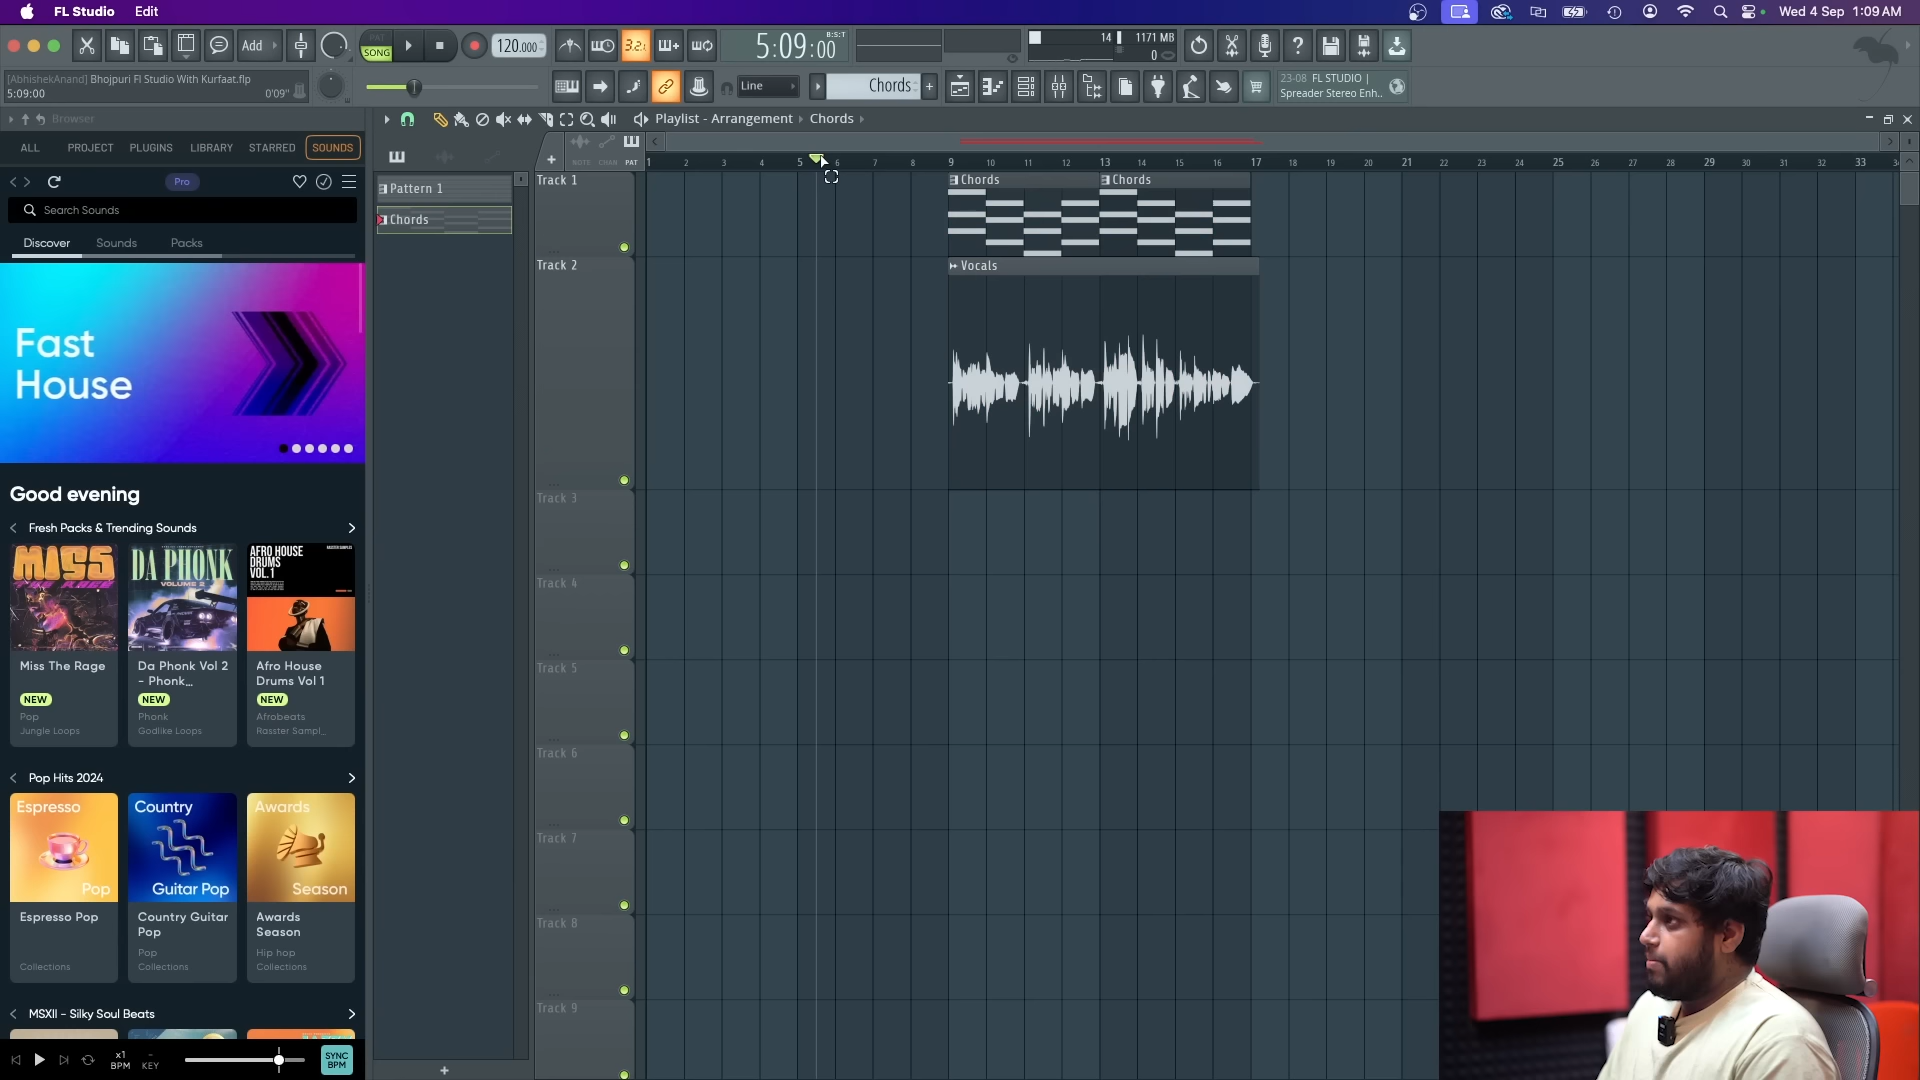 FL Studio Edit
Wed 4 Sep 1:09 AM
Add
PAT
SONG
120.000
3.2.
5:09:00
B:S:T
14
1171 MB
0
[AbhishekAnand] Bhojpuri Fl Studio With Kurfaat.flp
5:09:00
0'09"
Line
Chords
23-08 FL STUDIO |
Spreader Stereo Enh..
Browser
Playlist - Arrangement
Chords
ALL
PROJECT
PLUGINS
LIBRARY
STARRED
SOUNDS
NOTE
CHAN
PAT
1 2 3 4 5 6 7 8 9 10 11 12 13 14 15 16 17 18 19 20 21 22 23 24 25 26 27 28 29 30 31 32 33
Pro
Search Sounds
Discover
Sounds
Packs
Pattern 1
Chords
Track 1
Chords
Chords
Track 2
Vocals
Track 3
Track 4
Track 5
Track 6
Track 7
Track 8
Track 9
Fast
House
Good evening
Fresh Packs & Trending Sounds
MISS
DA PHONK
VOLUME 2
AFRO HOUSE
DRUMS
VOL.1
Miss The Rage
NEW
Pop
Jungle Loops
Da Phonk Vol 2
- Phonk...
NEW
Phonk
Godlike Loops
Afro House
Drums Vol 1
NEW
Afrobeats
Rasster Sampl...
Pop Hits 2024
Espresso
Pop
Country
Guitar Pop
Awards
Season
Espresso Pop
Collections
Country Guitar
Pop
Pop
Collections
Awards
Season
Hip hop
Collections
MSXII - Silky Soul Beats
x1
BPM
-
KEY
SYNC
BPM